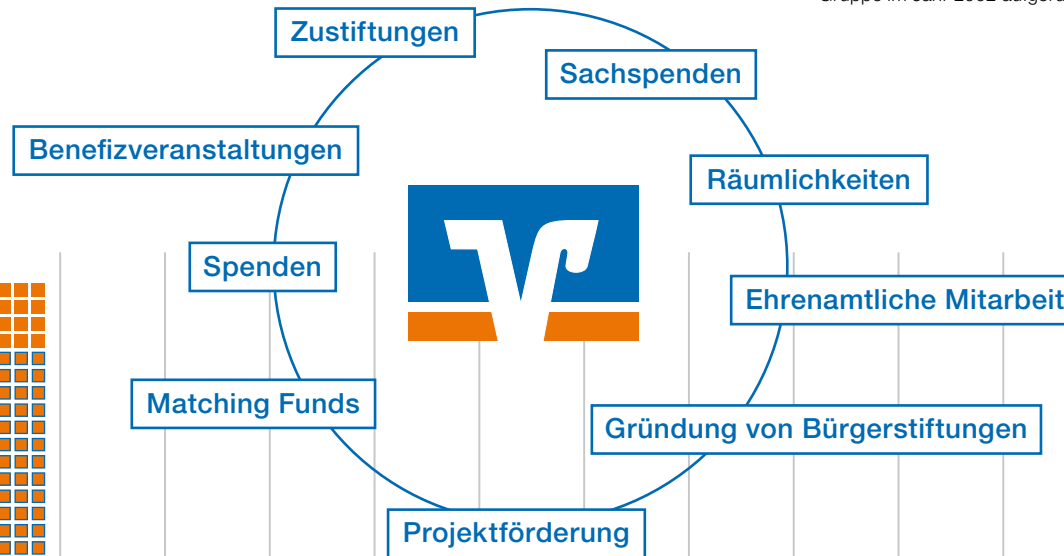 Zustiftungen
Sachspenden
Benefizveranstaltungen
Räumlichkeiten
Spenden
Ehrenamtliche Mitarbeit
Matching Funds
Gründung von Bürgerstiftungen
Projektförderung